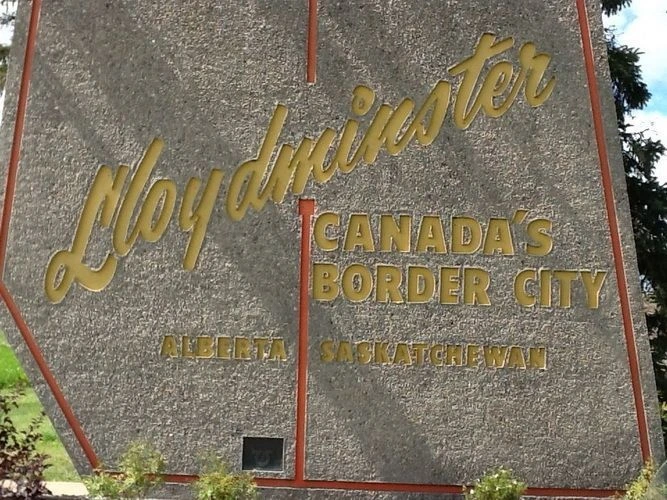 Lloydminster
CANADA'S
BORDER CITY
ALBERTA SASKATCHEWAN